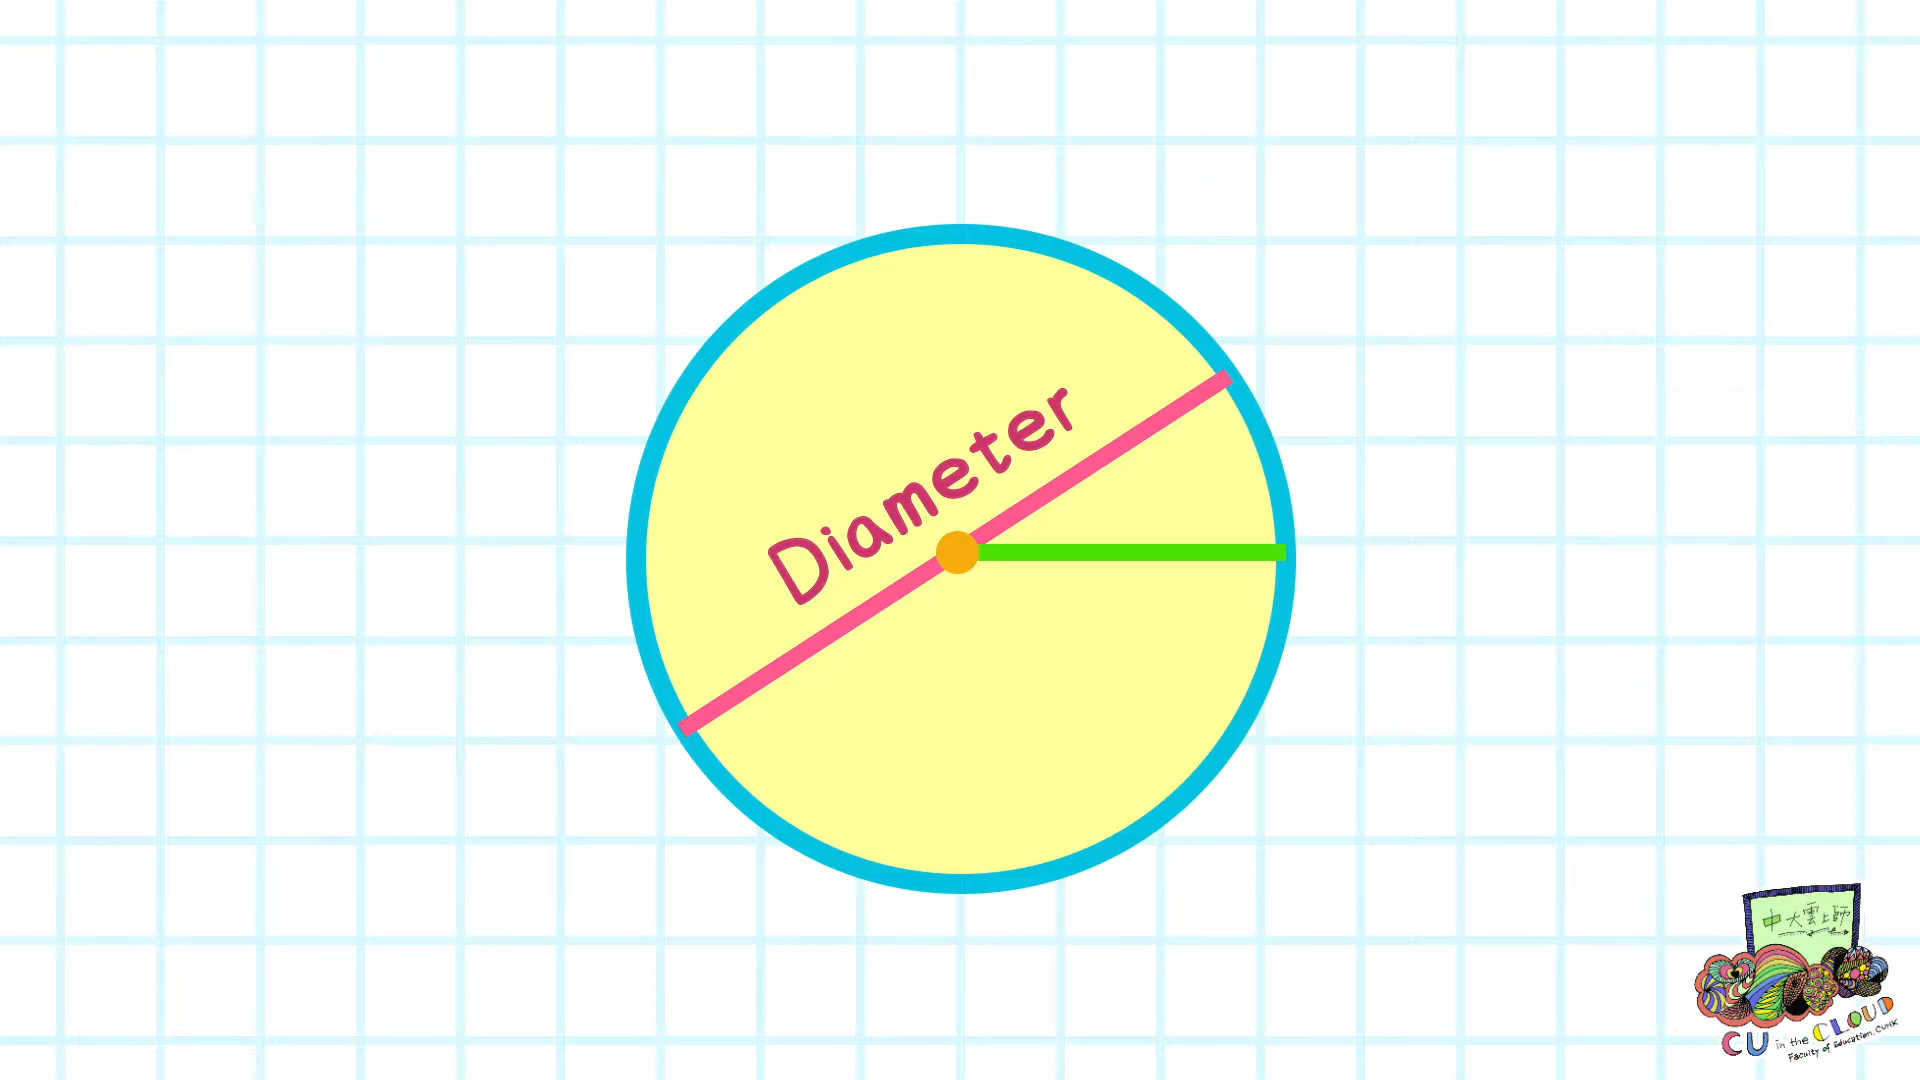 Diameter
中大雲上師
CU in the CLOUD
Faculty of Education, CUHK